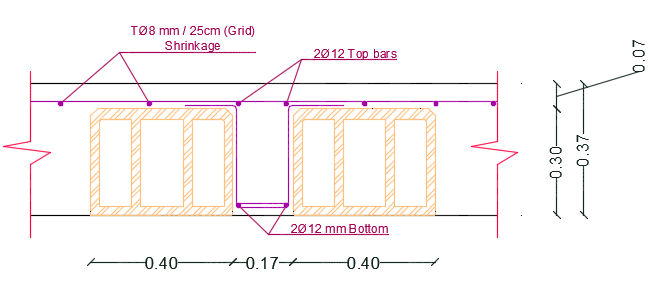 TØ8 mm / 25cm (Grid)
Shrinkage
2Ø12 Top bars
0.07
0.30
0.37
2Ø12 mm Bottom
0.40
0.17
0.40